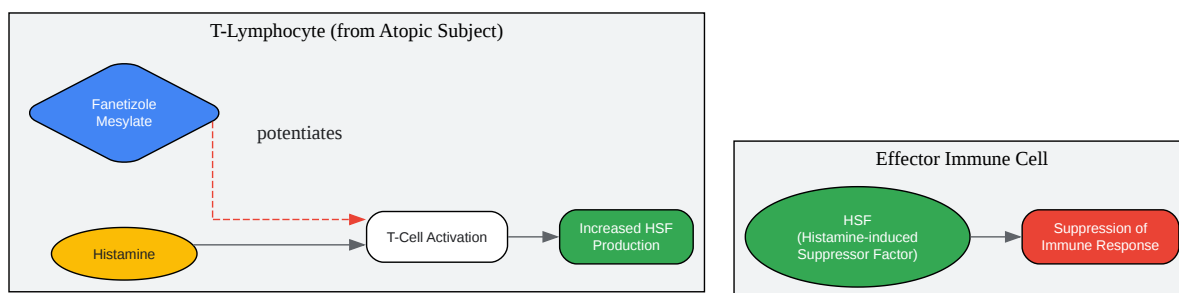 T-Lymphocyte (from Atopic Subject)
Fanetizole
Mesylate
potentiates
Histamine
T-Cell Activation
Increased HSF
Production
Effector Immune Cell
HSF
(Histamine-induced
Suppressor Factor)
Suppression of
Immune Response